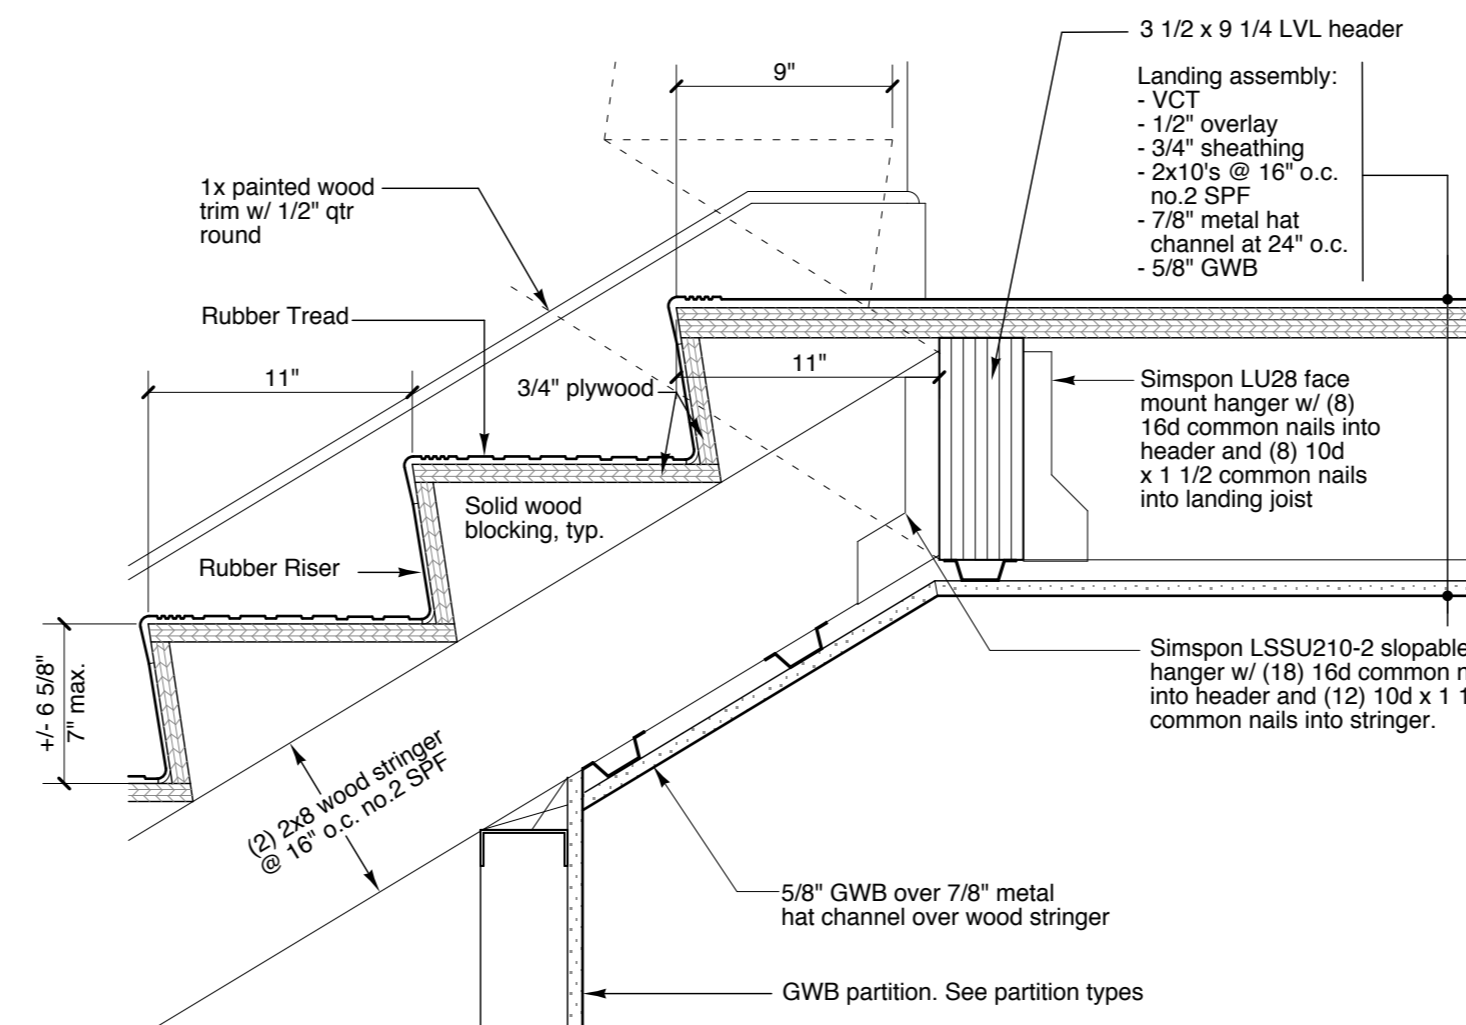 3 1/2 x 9 1/4 LVL header
9"
Landing assembly:
- VCT
- 1/2" overlay
- 3/4" sheathing
- 2x10's @ 16" o.c.
no.2 SPF
- 7/8" metal hat
channel at 24" o.c.
- 5/8" GWB
1x painted wood
trim w/ 1/2" qtr
round
Rubber Tread
11"
3/4" plywood
11"
Simspon LU28 face
mount hanger w/ (8)
16d common nails into
header and (8) 10d
x 1 1/2 common nails
into landing joist
Solid wood
blocking, typ.
Rubber Riser
+/- 6 5/8"
7" max.
Simspon LSSU210-2 slopable
hanger w/ (18) 16d common n
into header and (12) 10d x 1 1
common nails into stringer.
(2) 2x8 wood stringer
@ 16" o.c. no.2 SPF
5/8" GWB over 7/8" metal
hat channel over wood stringer
GWB partition. See partition types